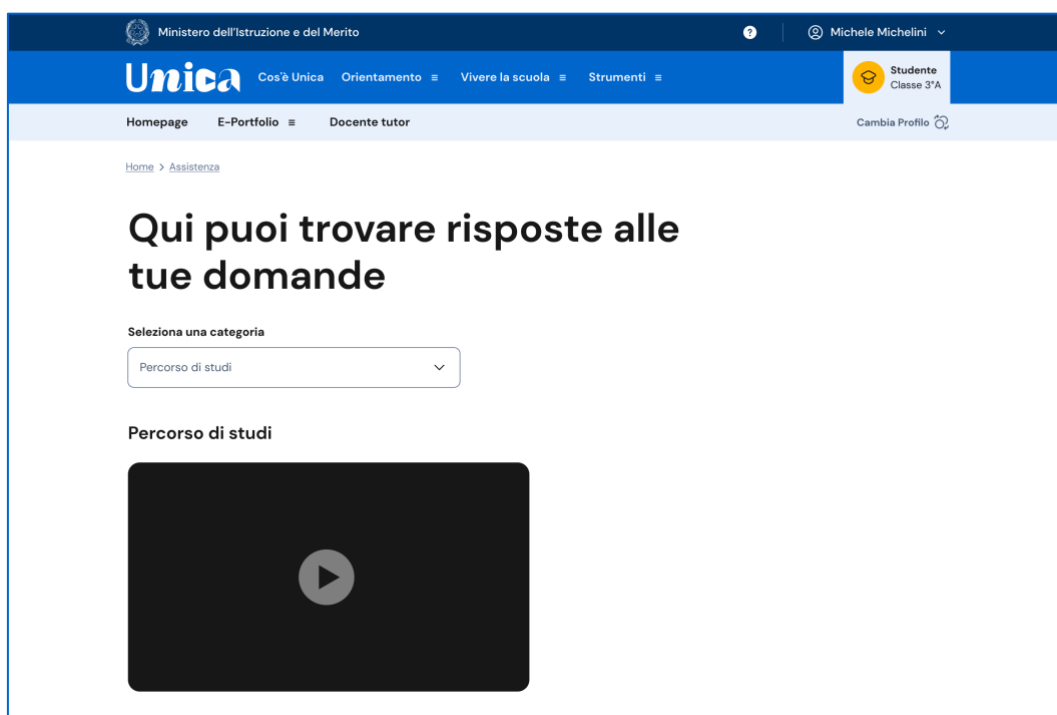 Ministero dell'Istruzione e del Merito
? Michele Michelini
Unica Cos'è Unica Orientamento Vivere la scuola Strumenti
Studente
Classe 3°A
Homepage E-Portfolio Docente tutor Cambia Profilo
Home > Assistenza
Qui puoi trovare risposte alle
tue domande
Seleziona una categoria
Percorso di studi
Percorso di studi